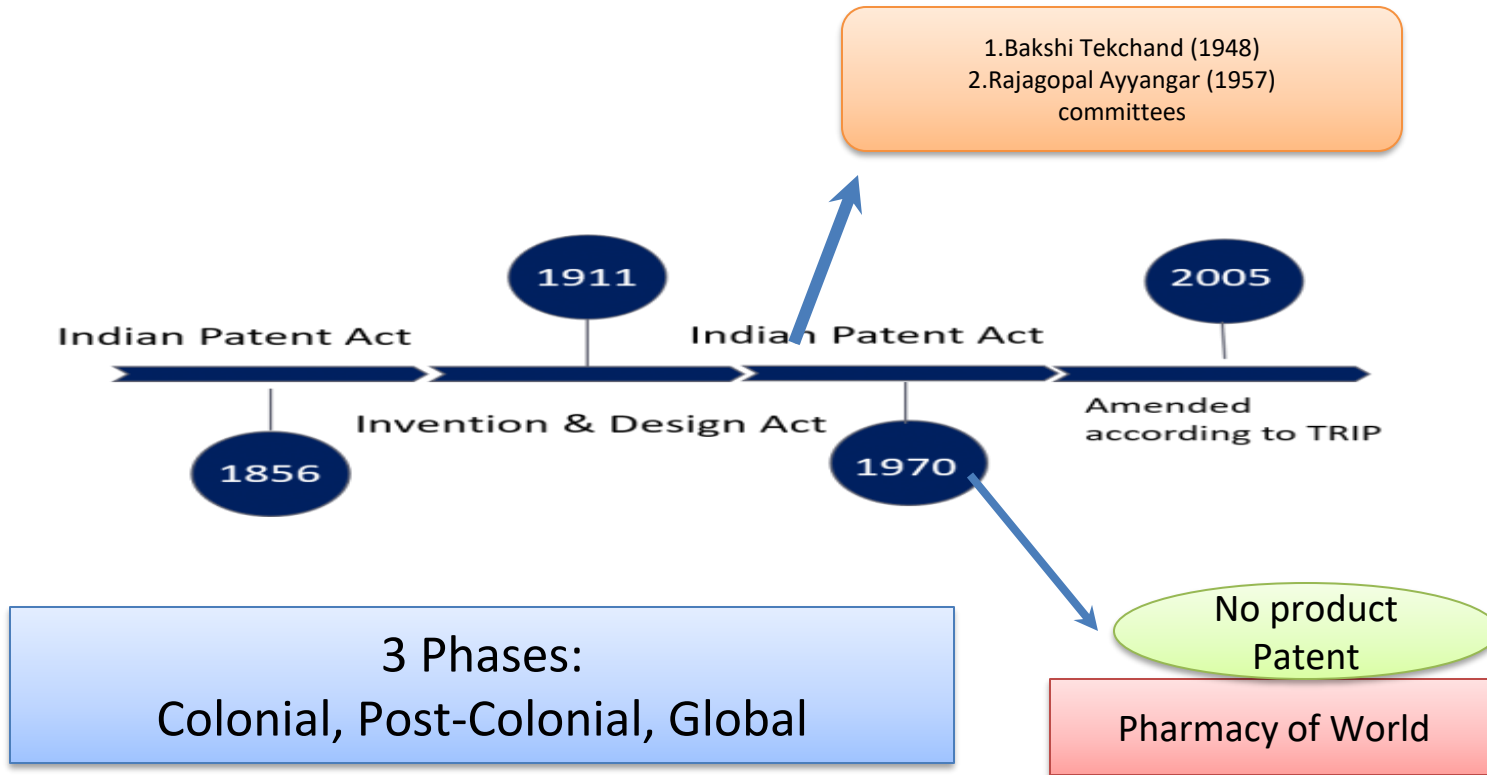 1.Bakshi Tekchand (1948)
2.Rajagopal Ayyangar (1957)
committees
1911
2005
Indian Patent Act
Indian Patent Act
Invention & Design Act
Amended
according to TRIP
1856
1970
No product
Patent
3 Phases:
Colonial, Post-Colonial, Global
Pharmacy of World